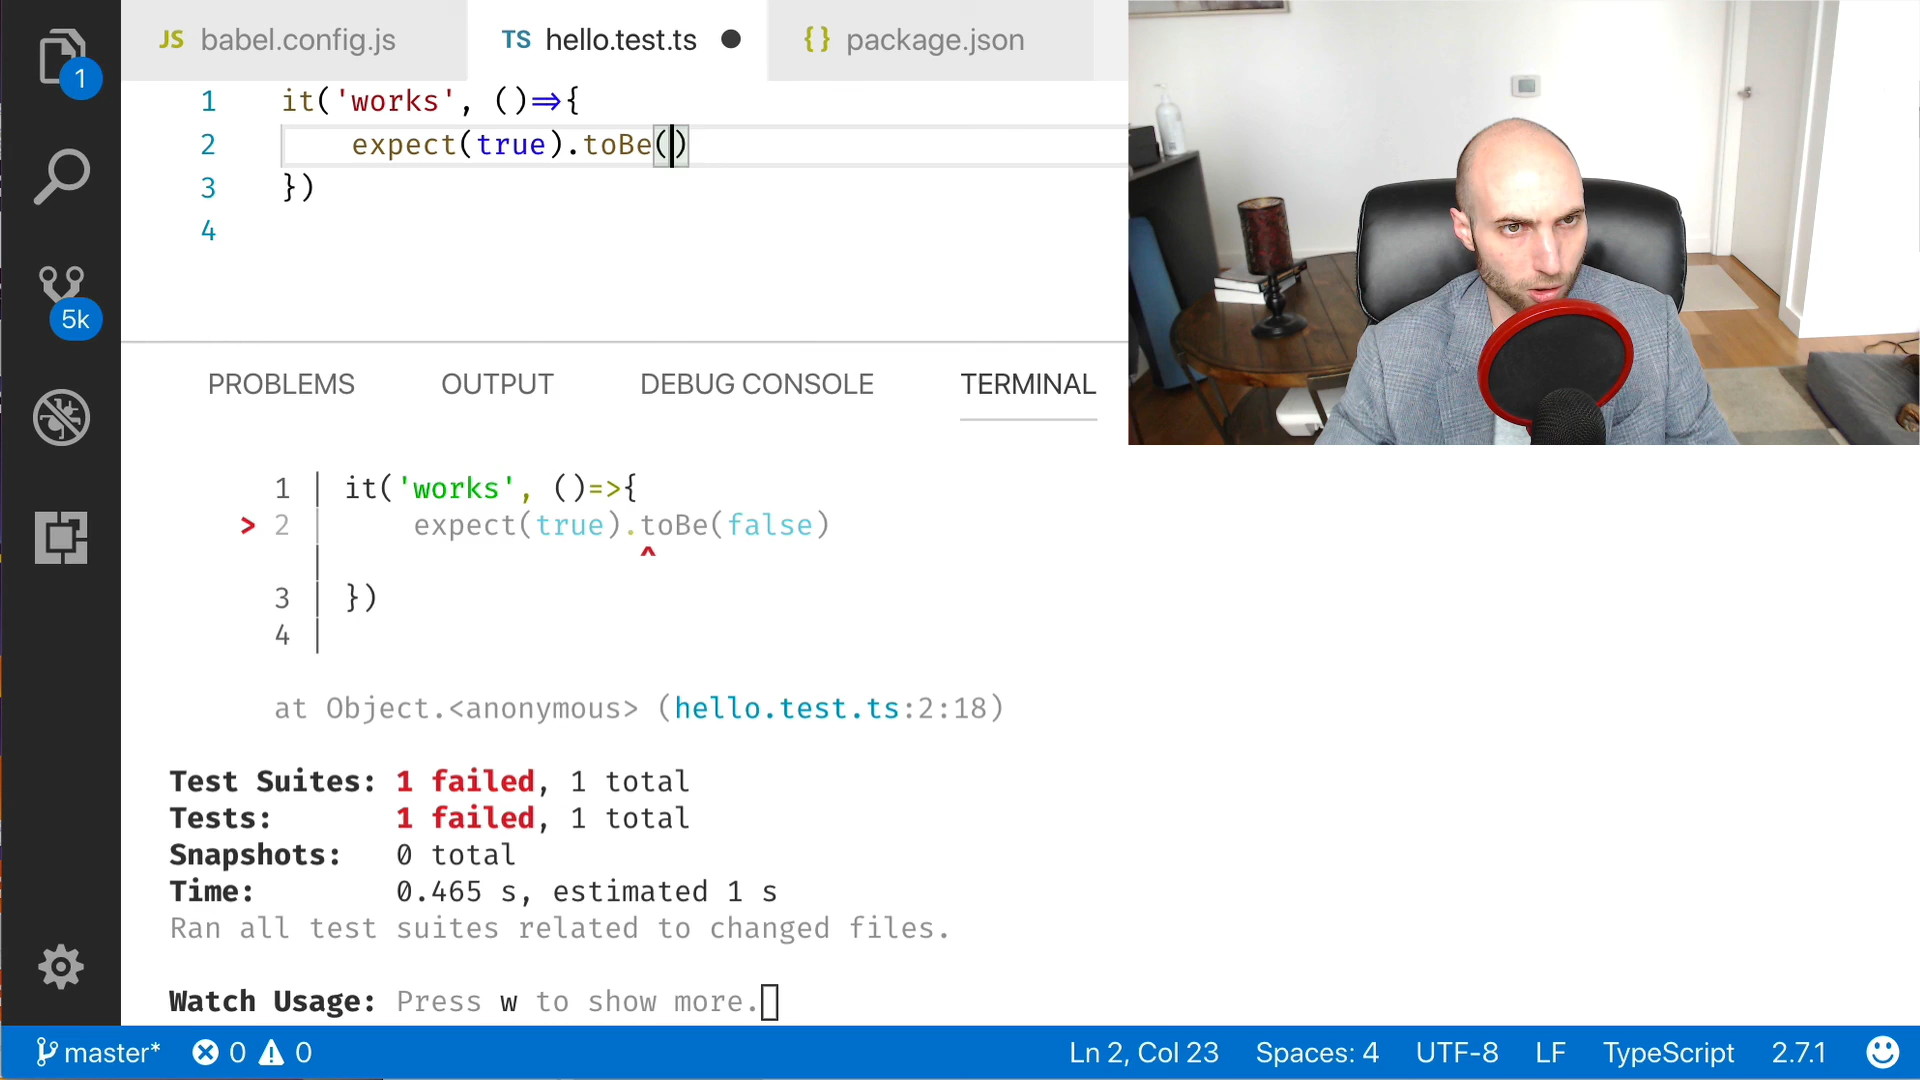 1
5k
JS babel.config.js
TS hello.test.ts
{} package.json
1 it('works', ()=>{
2 expect(true).toBe()
3 })
4
PROBLEMS OUTPUT DEBUG CONSOLE TERMINAL
1 | it('works', ()=>{
> 2 | expect(true).toBe(false)
| ^
3 | })
4 |
at Object.<anonymous> (hello.test.ts:2:18)
Test Suites: 1 failed, 1 total
Tests: 1 failed, 1 total
Snapshots: 0 total
Time: 0.465 s, estimated 1 s
Ran all test suites related to changed files.
Watch Usage: Press w to show more.
master* 0 0 Ln 2, Col 23 Spaces: 4 UTF-8 LF TypeScript 2.7.1